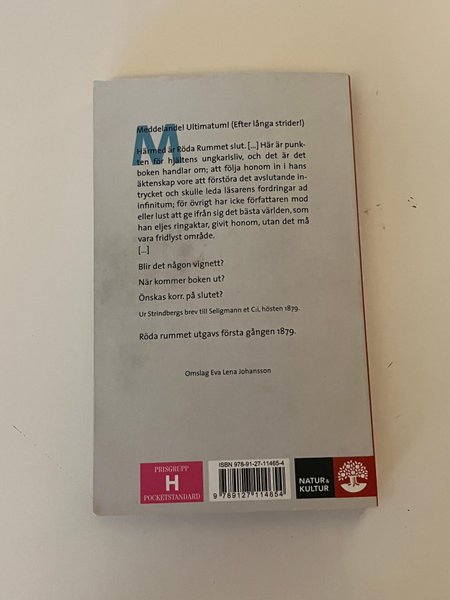 M
Meddelande! Ultimatum! (Efter långa strider!)
Härmed är Röda Rummet slut. [...] Här är punk-
ten för hjältens ungkarlsliv, och det är det
boken handlar om; att följa honom in i hans
äktenskap vore att förstöra det avslutande in-
trycket och skulle leda läsarens fordringar ad
infinitum; för övrigt har icke författaren mod
eller lust att ge ifrån sig det bästa världen, som
han eljes ringaktar, givit honom, utan det må
vara fridlyst område.
[...]
Blir det någon vignett?
När kommer boken ut?
Önskas korr. på slutet?
Ur Strindbergs brev till Seligmann et C:i, hösten 1879.
Röda rummet utgavs första gången 1879.
Omslag Eva Lena Johansson
PRISGRUPP
H
POCKETSTANDARD
ISBN 978-91-27-11465-4
9 789127 114654
NATUR &
KULTUR